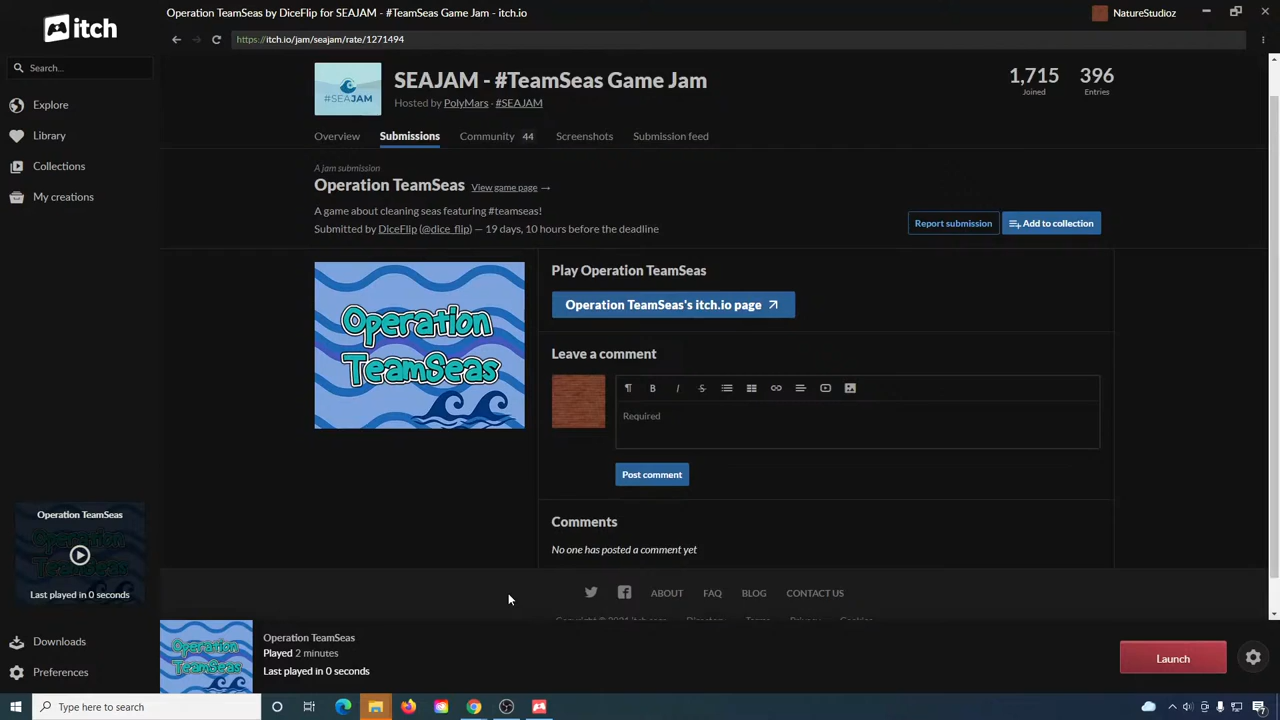 Operation TeamSeas by DiceFlip for SEAJAM - #TeamSeas Game Jam - itch.io
NatureStudioz
itch
https://itch.io/jam/seajam/rate/1271494
Search...
Explore
Library
Collections
My creations
#SEAJAM
SEAJAM - #TeamSeas Game Jam
Hosted by PolyMars · #SEAJAM
1,715
Joined
396
Entries
Overview
Submissions
Community 44
Screenshots
Submission feed
A jam submission
Operation TeamSeas View game page →
A game about cleaning seas featuring #teamseas!
Submitted by DiceFlip (@dice_flip) — 19 days, 10 hours before the deadline
Report submission
Add to collection
Operation
TeamSeas
Play Operation TeamSeas
Operation TeamSeas's itch.io page
Leave a comment
Required
Post comment
Comments
No one has posted a comment yet
ABOUT
FAQ
BLOG
CONTACT US
Operation TeamSeas
Operation
TeamSeas
Last played in 0 seconds
Downloads
Preferences
Operation
TeamSeas
Operation TeamSeas
Played 2 minutes
Last played in 0 seconds
Launch
Type here to search